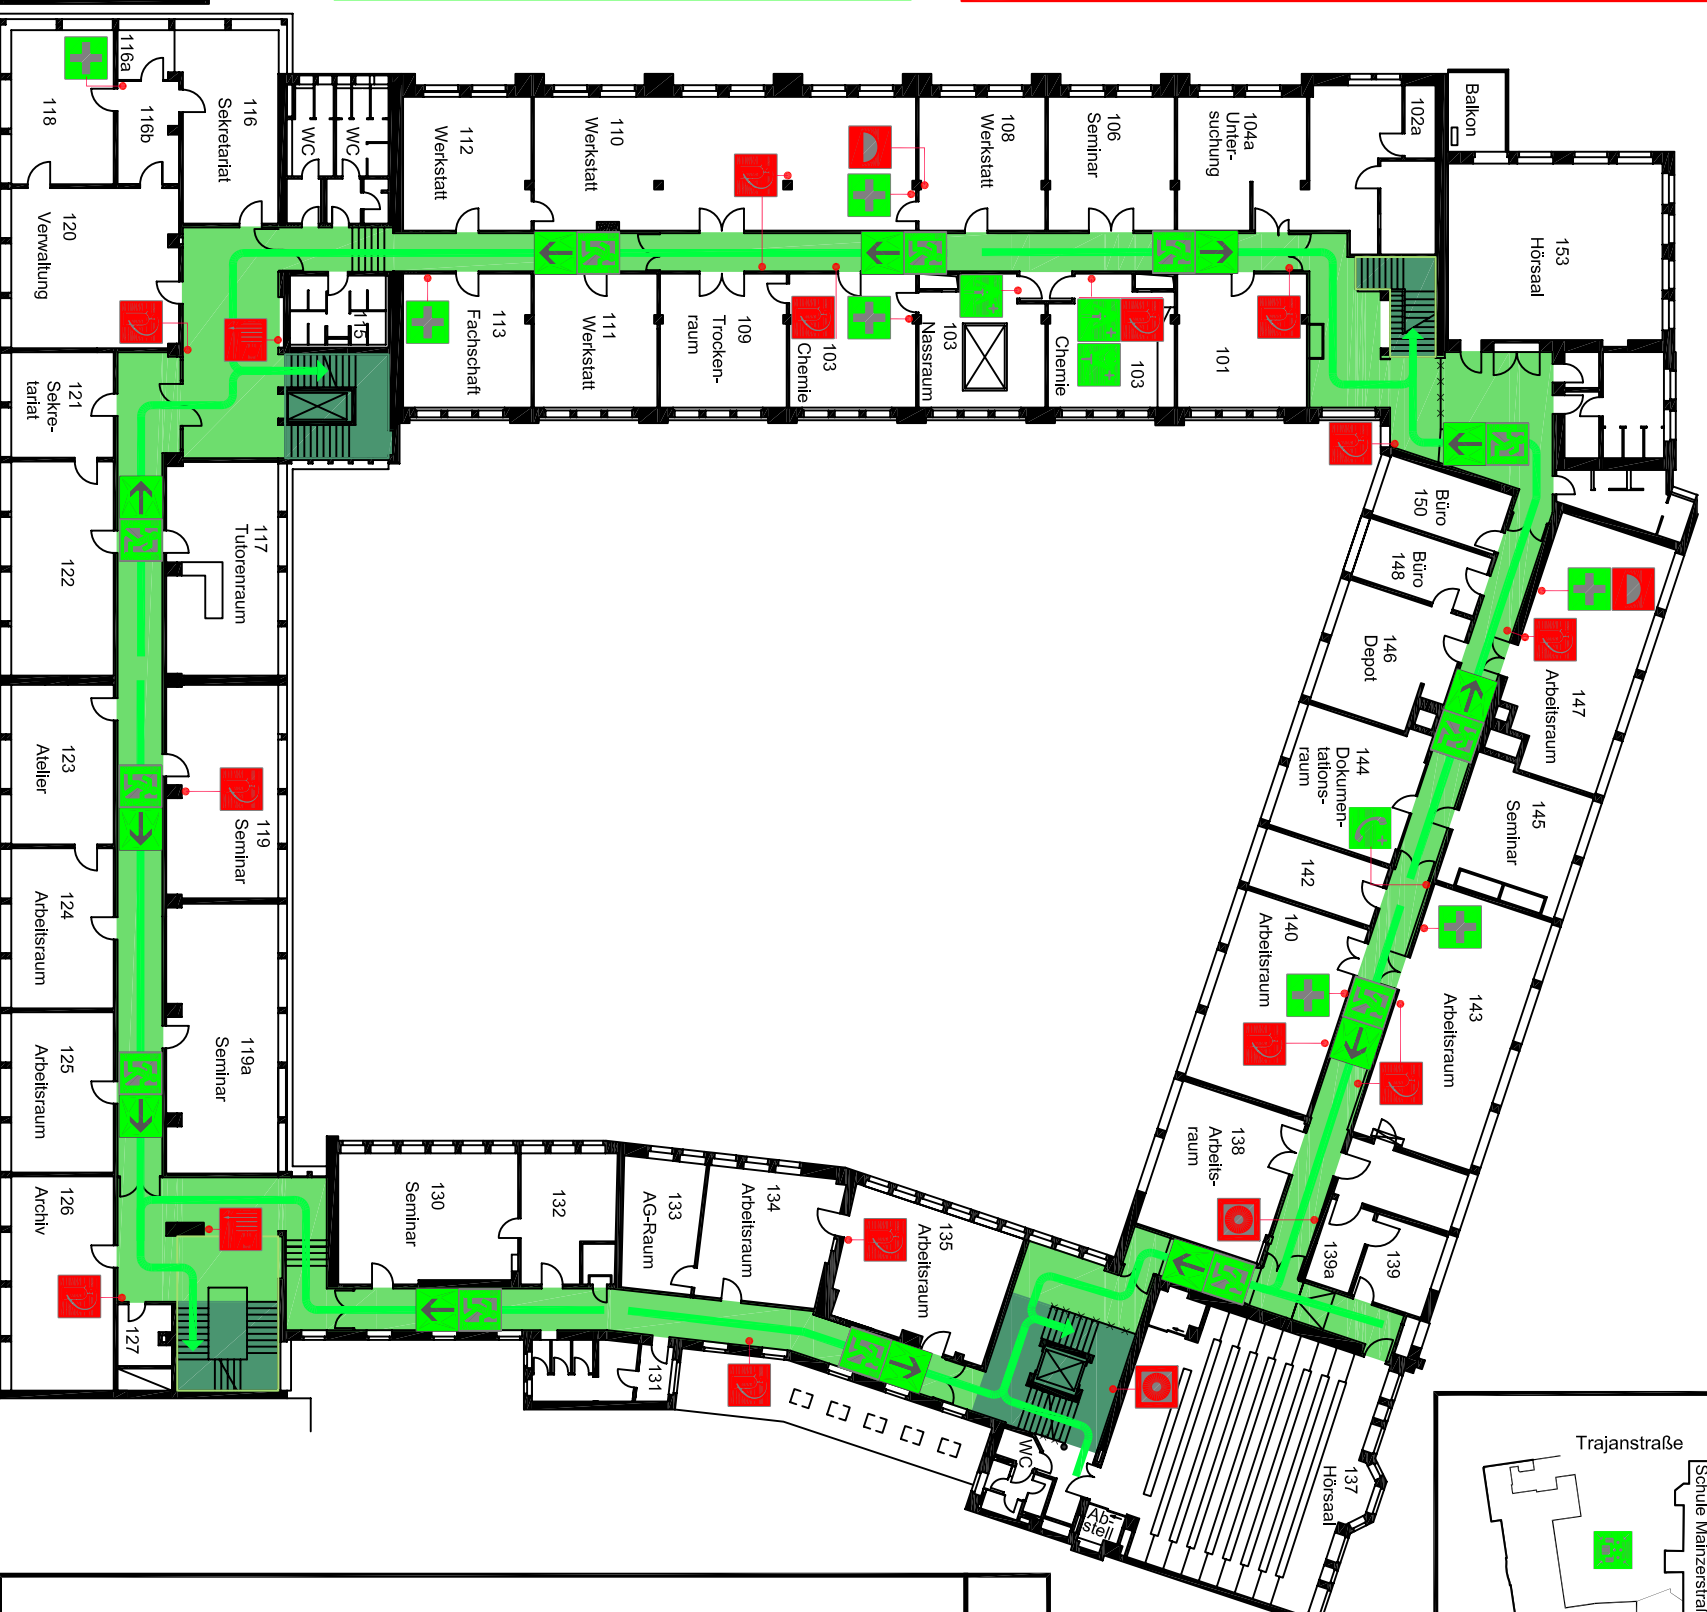 116a
118
116b
116
Sekretariat
WC
WC
112
Werkstatt
110
Werkstatt
108
Werkstatt
106
Seminar
104a
Unter-
suchung
102a
Balkon
153
Hörsaal
120
Verwaltung
115
113
Fachschaft
111
Werkstatt
109
Trocken-
raum
103
Chemie
103
Nassraum
103
Chemie
101
121
Sekre-
tariat
122
117
Tutorenraum
123
Atelier
119
Seminar
124
Arbeitsraum
125
Arbeitsraum
119a
Seminar
126
Archiv
127
130
Seminar
132
133
AG-Raum
134
Arbeitsraum
135
Arbeitsraum
131
Büro
150
Büro
148
146
Depot
147
Arbeitsraum
144
Dokumen-
tations-
raum
145
Seminar
142
140
Arbeitsraum
143
Arbeitsraum
138
Arbeits-
raum
139a
139
137
Hörsaal
WC
Ab-
stell
Trajanstraße